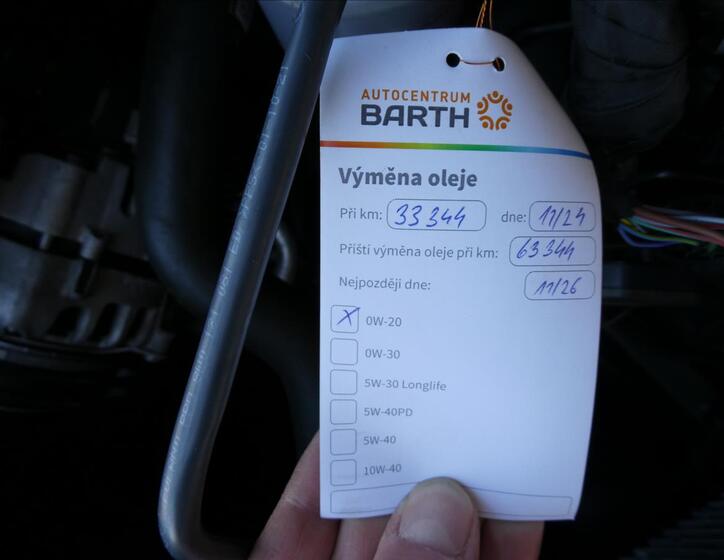 AUTOCENTRUM
BARTH
Výměna oleje
Při km: 33 344 dne: 11/24
Příští výměna oleje při km: 63 344
Nejpozději dne: 11/26
X 0W-20
0W-30
5W-30 Longlife
5W-40PD
5W-40
10W-40